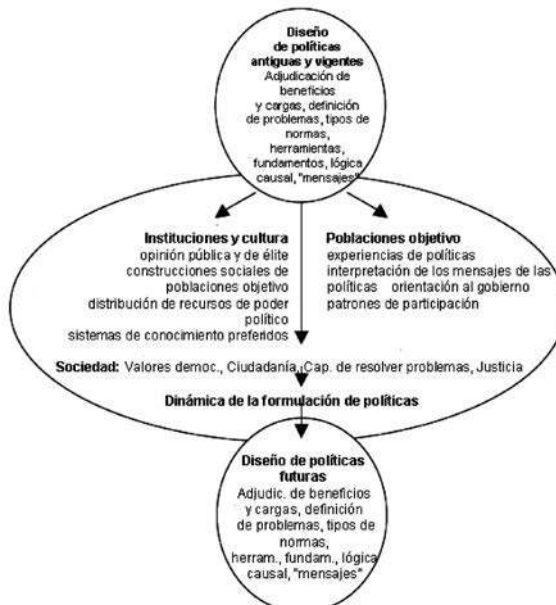 Diseño
de políticas
antiguas y vigentes
Adjudicación de
beneficios
y cargas, definición
de problemas, tipos de
normas,
herramientas,
fundamentos, lógica
causal, "mensajes"
Instituciones y cultura
opinión pública y de élite
construcciones sociales de
poblaciones objetivo
distribución de recursos de poder
político
sistemas de conocimiento preferidos
Poblaciones objetivo
experiencias de políticas
interpretación de los mensajes de las
políticas orientación al gobierno
patrones de participación
Sociedad: Valores democ., Ciudadanía, Cap. de resolver problemas, Justicia
Dinámica de la formulación de políticas
Diseño de políticas
futuras
Adjudic. de beneficios
y cargas, definición
de problemas, tipos de
normas,
herram., fundam., lógica
causal, "mensajes"